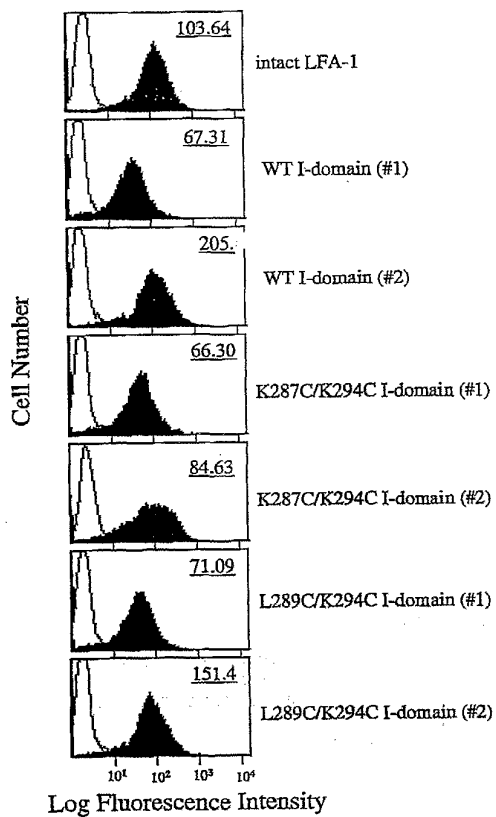 103.64
intact LFA-1
67.31
WT I-domain (#1)
205.
WT I-domain (#2)
66.30
K287C/K294C I-domain (#1)
84.63
K287C/K294C I-domain (#2)
71.09
L289C/K294C I-domain (#1)
151.4
L289C/K294C I-domain (#2)
Cell Number
10¹ 10² 10³ 10⁴
Log Fluorescence Intensity